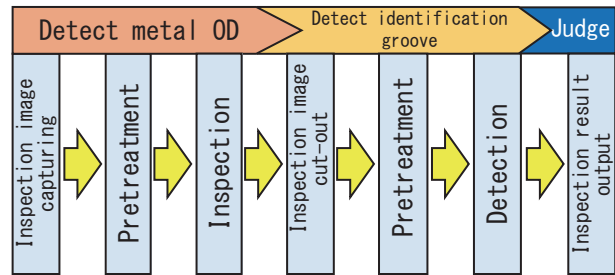 Detect metal OD
Detect identification
groove
Judge
Inspection image
capturing
Pretreatment
Inspection
Inspection image
cut-out
Pretreatment
Detection
Inspection result
output